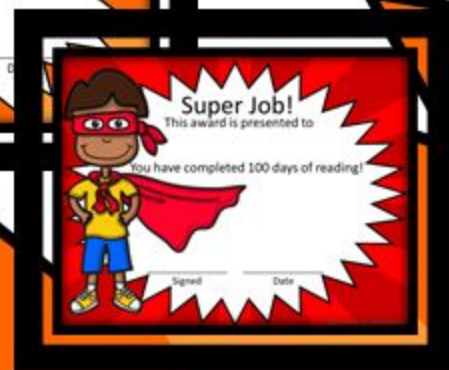 Super Job!
This award is presented to
You have completed 100 days of reading!
Signed Date